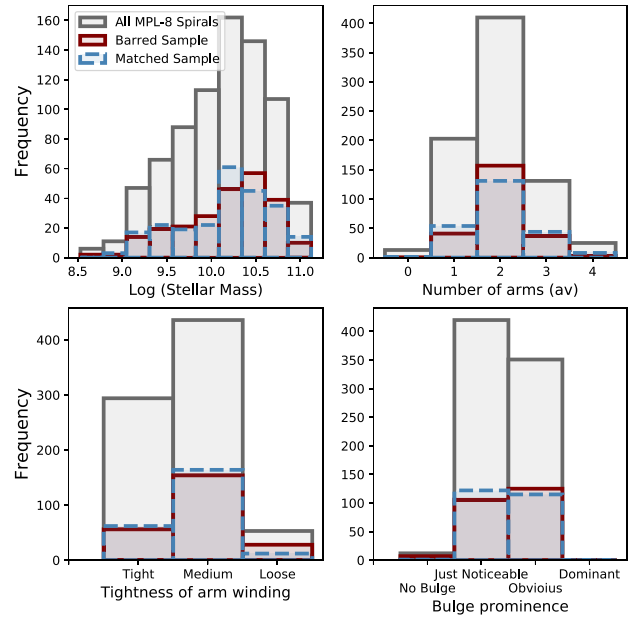 All MPL-8 Spirals
Barred Sample
Matched Sample
Frequency
160
140
120
100
80
60
40
20
0
8.5 9.0 9.5 10.0 10.5 11.0
Log (Stellar Mass)
400
350
300
250
200
150
100
50
0
0 1 2 3 4
Number of arms (av)
Frequency
400
300
200
100
0
Tight Medium Loose
Tightness of arm winding
400
350
300
250
200
150
100
50
0
Just Noticeable Dominant
No Bulge Obvioius
Bulge prominence